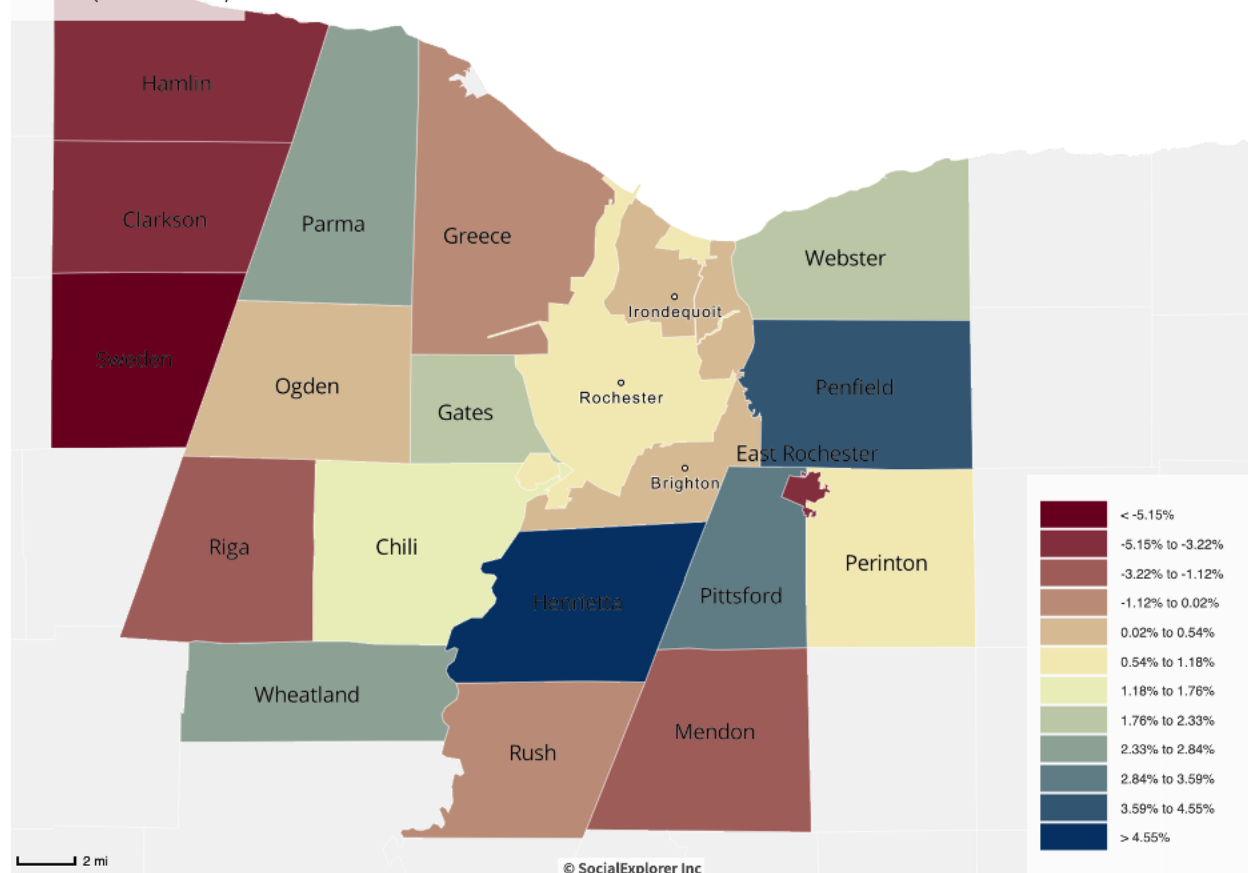 Hamlin
Clarkson
Parma
Greece
Webster
Irondequoit
Sweden
Ogden
Gates
Rochester
Penfield
East Rochester
Brighton
Riga
Chili
Henrietta
Pittsford
Perinton
Wheatland
Rush
Mendon
< -5.15%
-5.15% to -3.22%
-3.22% to -1.12%
-1.12% to 0.02%
0.02% to 0.54%
0.54% to 1.18%
1.18% to 1.76%
1.76% to 2.33%
2.33% to 2.84%
2.84% to 3.59%
3.59% to 4.55%
> 4.55%
2 mi
© SocialExplorer Inc